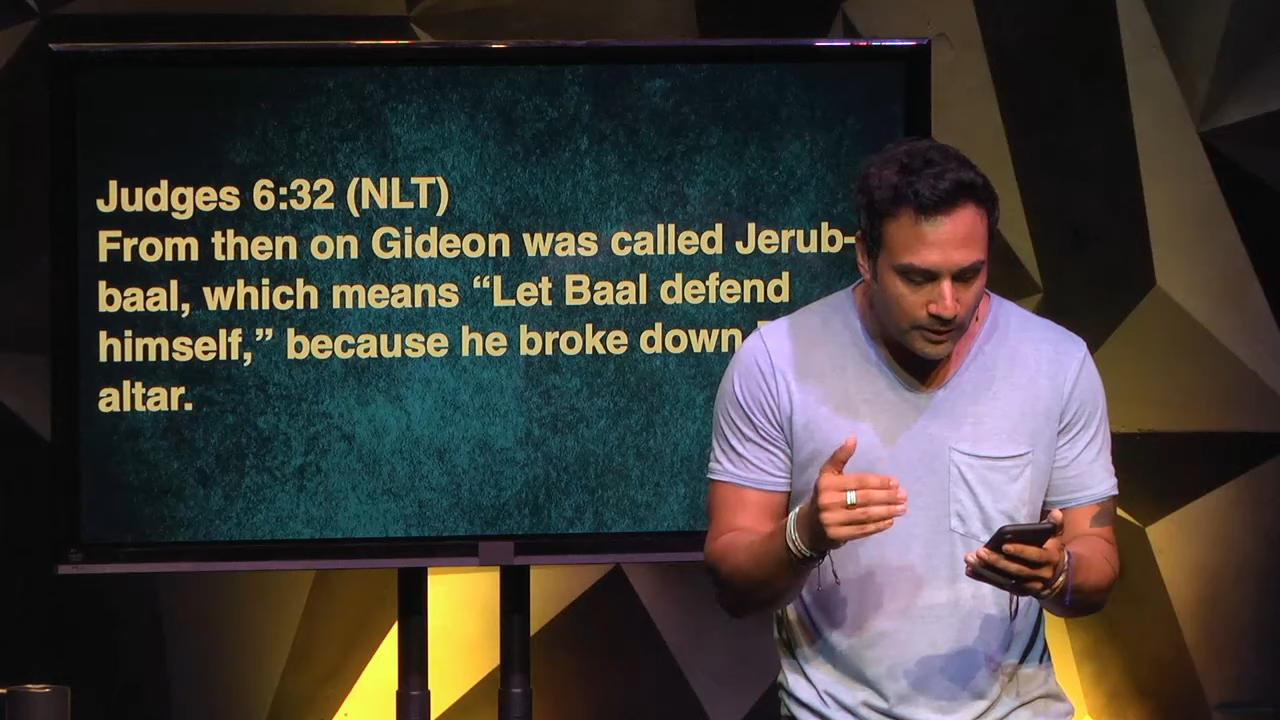 Judges 6:32 (NLT)
From then on Gideon was called Jerub-
baal, which means “Let Baal defend
himself,” because he broke down
altar.